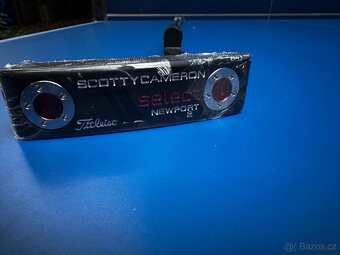 SCOTTY CAMERON
select
NEWPORT
2
Titleist
Bazos.cz